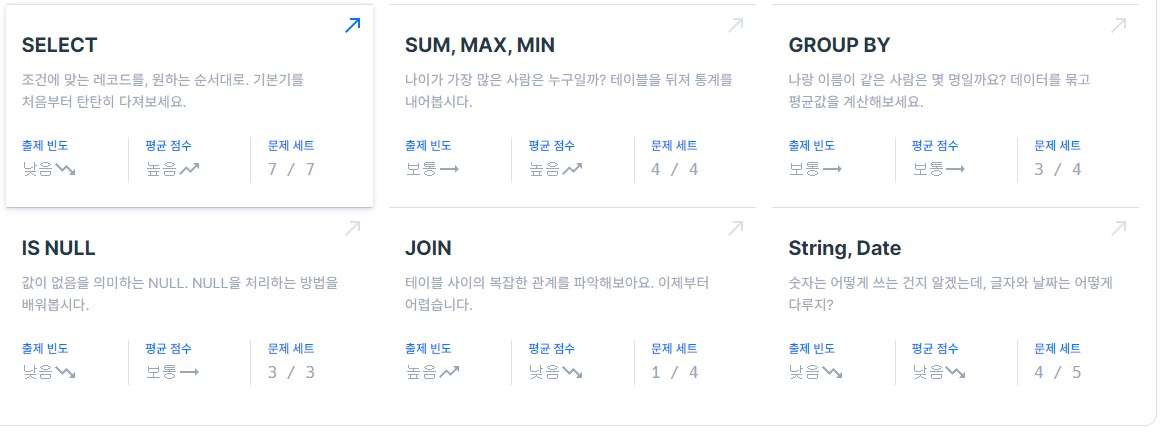 SELECT
조건에 맞는 레코드를, 원하는 순서대로. 기본기를
처음부터 탄탄히 다져보세요.
출제 빈도 평균 점수 문제 세트
낮음 높음 7 / 7
SUM, MAX, MIN
나이가 가장 많은 사람은 누구일까? 테이블을 뒤져 통계를
내어봅시다.
출제 빈도 평균 점수 문제 세트
보통 높음 4 / 4
GROUP BY
나랑 이름이 같은 사람은 몇 명일까요? 데이터를 묶고
평균값을 계산해보세요.
출제 빈도 평균 점수 문제 세트
보통 보통 3 / 4
IS NULL
값이 없음을 의미하는 NULL. NULL을 처리하는 방법을
배워봅시다.
출제 빈도 평균 점수 문제 세트
낮음 보통 3 / 3
JOIN
테이블 사이의 복잡한 관계를 파악해보아요. 이제부터
어렵습니다.
출제 빈도 평균 점수 문제 세트
높음 낮음 1 / 4
String, Date
숫자는 어떻게 쓰는 건지 알겠는데, 글자와 날짜는 어떻게
다루지?
출제 빈도 평균 점수 문제 세트
낮음 낮음 4 / 5